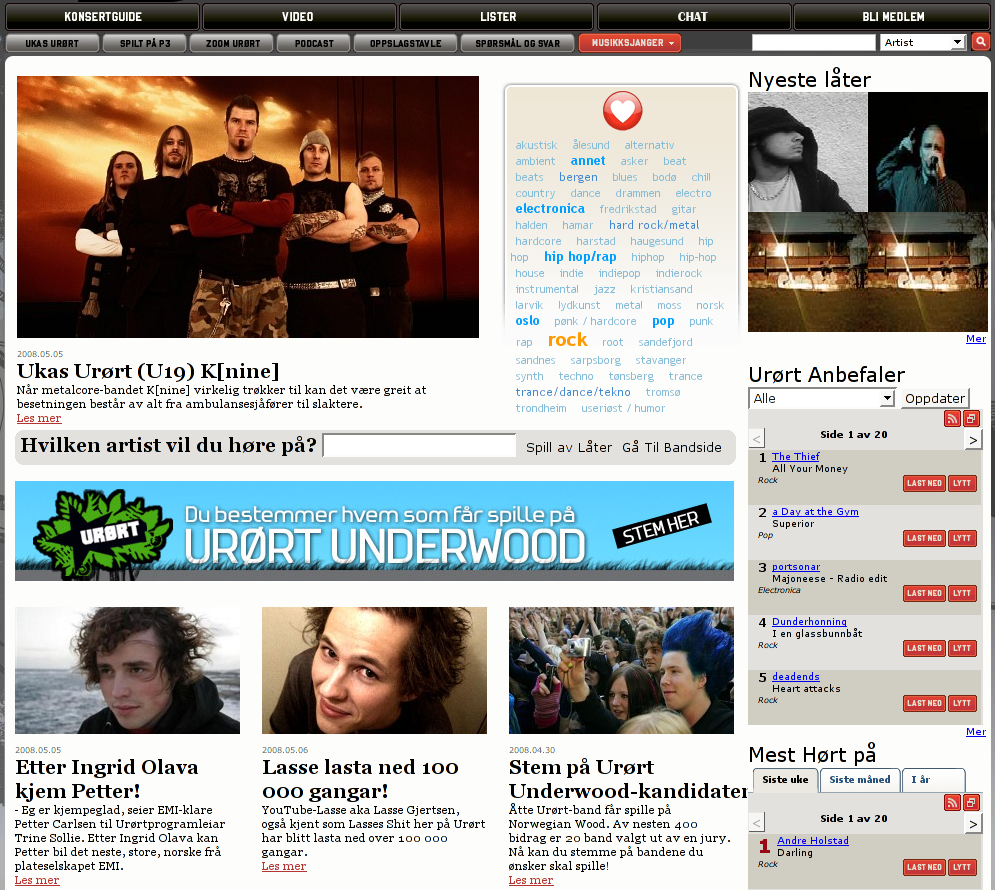 KONSERTGUIDE VIDEO LISTER CHAT BLI MEDLEM
UKAS URØRT SPILT PÅ P3 ZOOM URØRT PODCAST OPPSLAGSTAVLE SPØRSMÅL OG SVAR MUSIKKSJANGER Artist
2008.05.05
Ukas Urørt (U19) K[nine]
Når metalcore-bandet K[nine] virkelig trøkker til kan det være greit at
besetningen består av alt fra ambulansesjåfører til slaktere.
Les mer
akustisk ålesund alternativ
ambient annet asker beat
beats bergen blues bodø chill
country dance drammen electro
electronica fredrikstad gitar
halden hamar hard rock/metal
hardcore harstad haugesund hip
hop hip hop/rap hiphop hip-hop
house indie indiepop indierock
instrumental jazz kristiansand
larvik lydkunst metal moss norsk
oslo pønk / hardcore pop punk
rap rock root sandefjord
sandnes sarpsborg stavanger
synth techno tønsberg trance
trance/dance/tekno tromsø
trondheim useriøst / humor
Hvilken artist vil du høre på? Spill av Låter Gå Til Bandside
URØRT
Du bestemmer hvem som får spille på
URØRT UNDERWOOD
STEM HER
2008.05.05
Etter Ingrid Olava
kjem Petter!
- Eg er kjempeglad, seier EMI-klare
Petter Carlsen til Urørtprogramleiar
Trine Sollie. Etter Ingrid Olava kan
Petter bil det neste, store, norske frå
plateselskapet EMI.
Les mer
2008.05.06
Lasse lasta ned 100
000 gangar!
YouTube-Lasse aka Lasse Gjertsen,
også kjent som Lasses Shit her på Urørt
har blitt lasta ned over 100 000
gangar.
Les mer
2008.04.30
Stem på Urørt
Underwood-kandidater
Åtte Urørt-band får spille på
Norwegian Wood. Av nesten 400
bidrag er 20 band valgt ut av en jury.
Nå kan du stemme på bandene du
ønsker skal spille!
Les mer
Nyeste låter
Mer
Urørt Anbefaler
Alle Oppdater
< Side 1 av 20 >
1 The Thief
All Your Money
Rock LAST NED LYTT
2 a Day at the Gym
Superior
Pop LAST NED LYTT
3 portsonar
Majoneese - Radio edit
Electronica LAST NED LYTT
4 Dunderhonning
I en glassbunnbåt
Rock LAST NED LYTT
5 deadends
Heart attacks
Rock LAST NED LYTT
Mer
Mest Hørt på
Siste uke Siste måned I år
< Side 1 av 20 >
1 Andre Holstad
Darling
Rock LAST NED LYTT